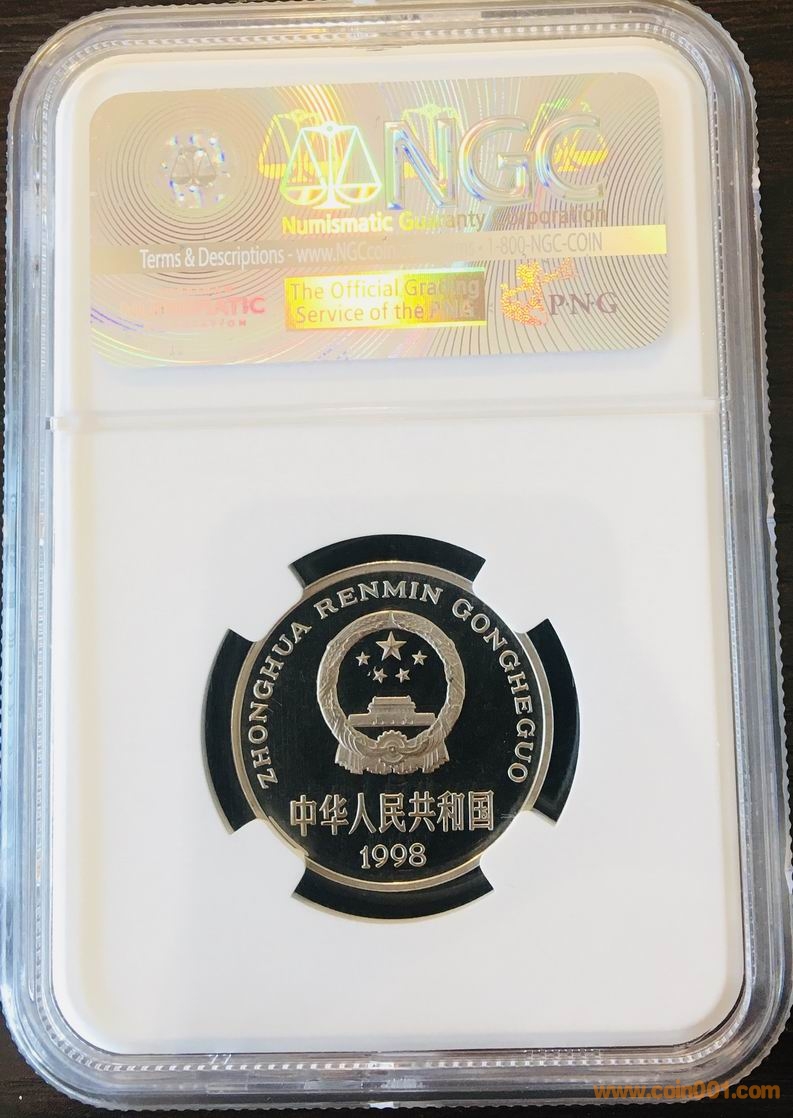 NGC
Numismatic Guaranty Corporation
Terms & Descriptions - www.NGCcoin. • 1-800-NGC-COIN
The Official Grading
Service of the PNG
PNG
ZHONGHUA RENMIN GONGHEGUO
中华人民共和国
1998
www.coin001.com